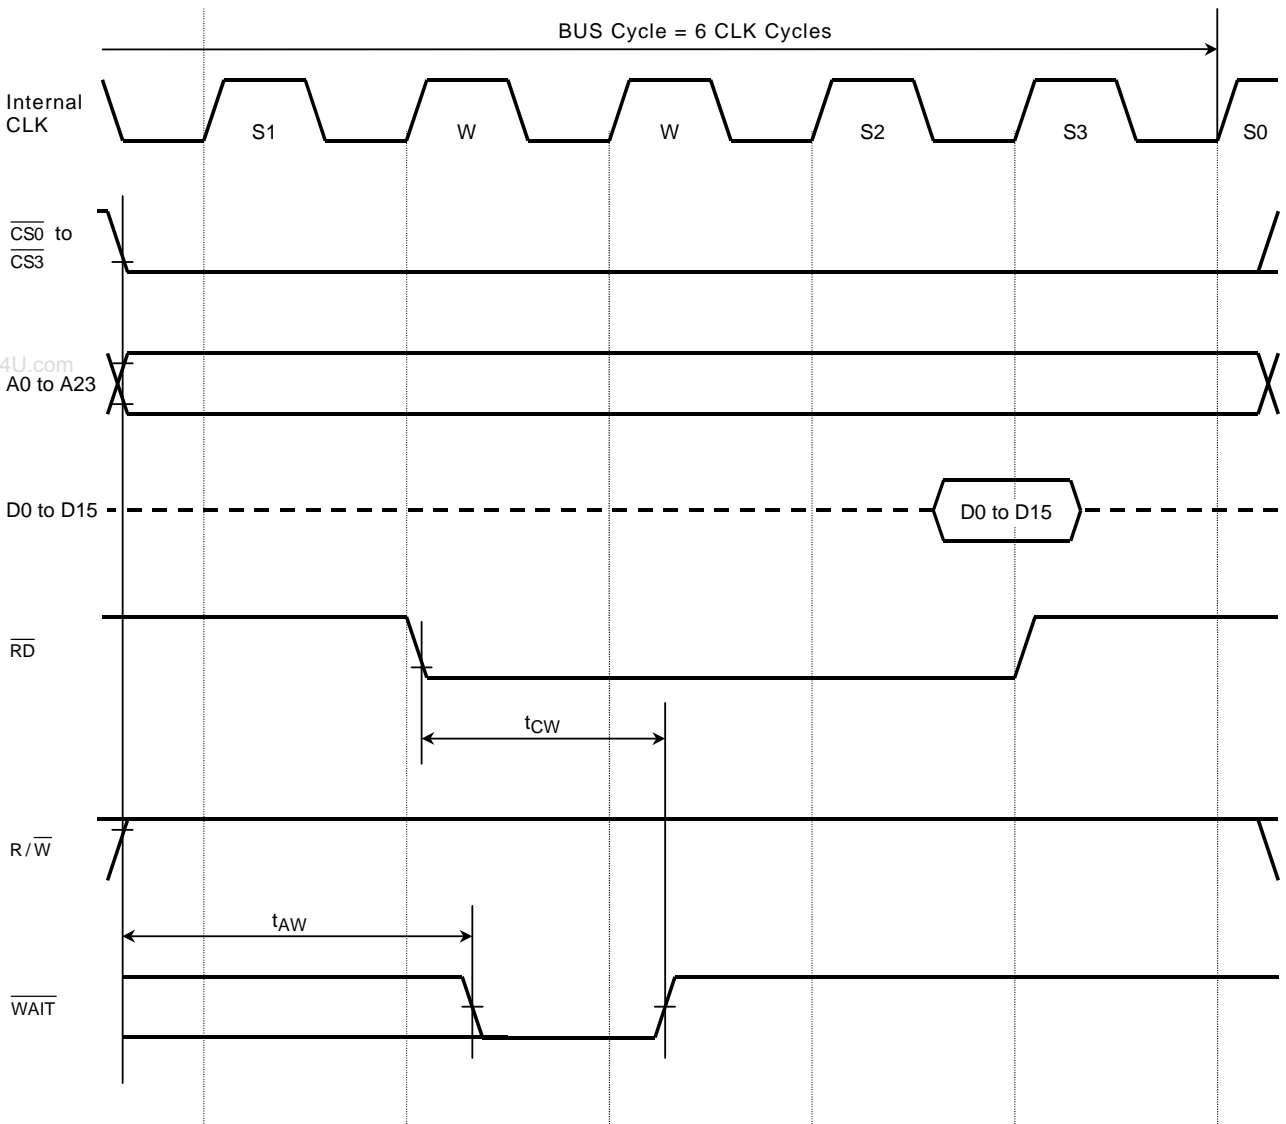 BUS Cycle = 6 CLK Cycles
Internal
CLK
S1
W
W
S2
S3
S0
CS0 to
CS3
4U.com
A0 to A23
D0 to D15
D0 to D15
RD
tCW
R/W
tAW
WAIT